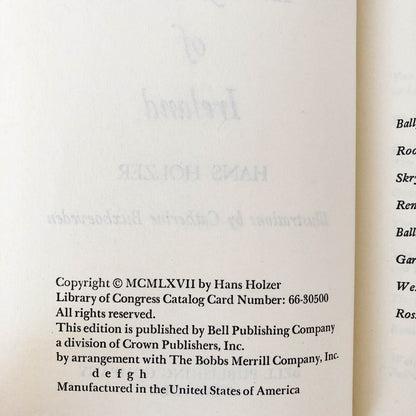 of
Ireland
HANS HOLZER
Illustrations by Catherine Buxhoeveden
Copyright © MCMLXVII by Hans Holzer
Library of Congress Catalog Card Number: 66-30500
All rights reserved.
This edition is published by Bell Publishing Company
a division of Crown Publishers, Inc.
by arrangement with The Bobbs Merrill Company, Inc.
d e f g h
Manufactured in the United States of America
Ball
Roo
Skr
Ren
Ball
Gar
We
Ros